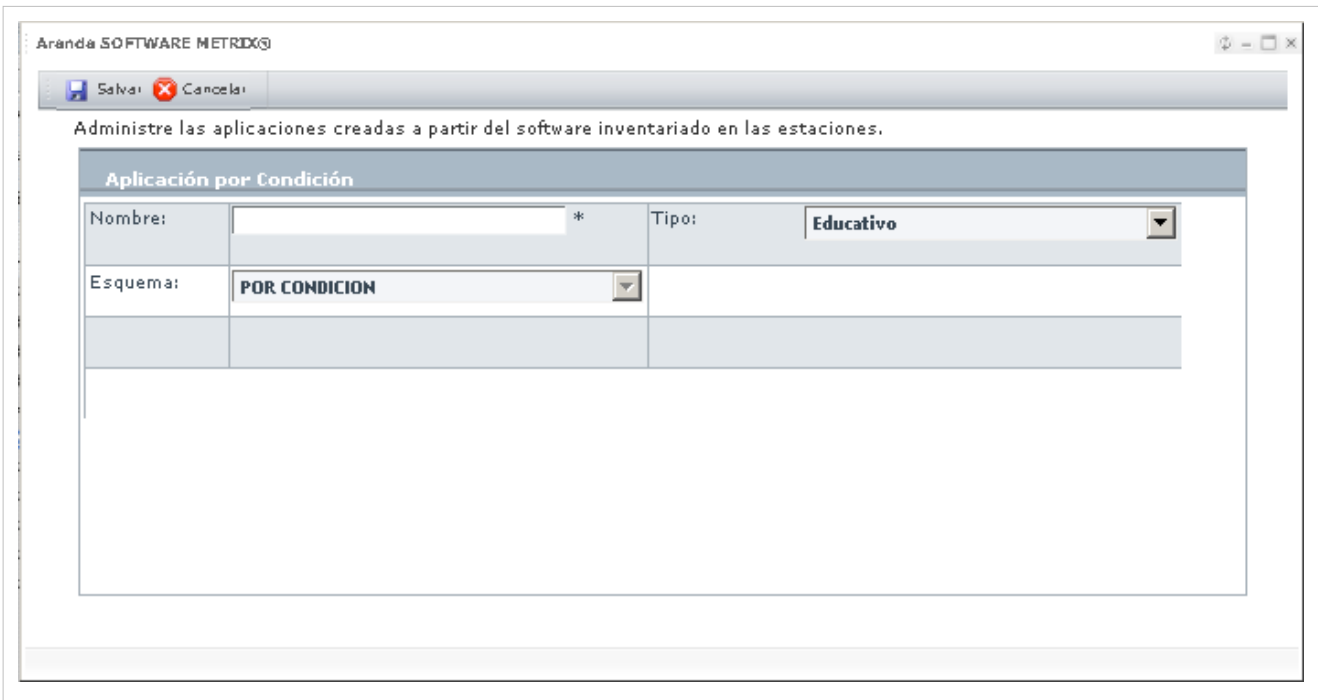 Aranda SOFTWARE METRIX®
Salvar Cancelar
Administre las aplicaciones creadas a partir del software inventariado en las estaciones.
Aplicación por Condición
Nombre: * Tipo: Educativo
Esquema: POR CONDICION